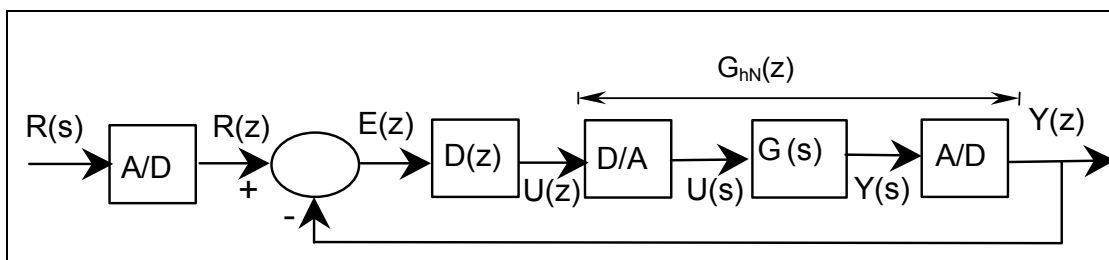 G_hN(z)
R(s) R(z) E(z) Y(z)
A/D D(z) D/A G(s) A/D
+ U(z) U(s) Y(s)
-